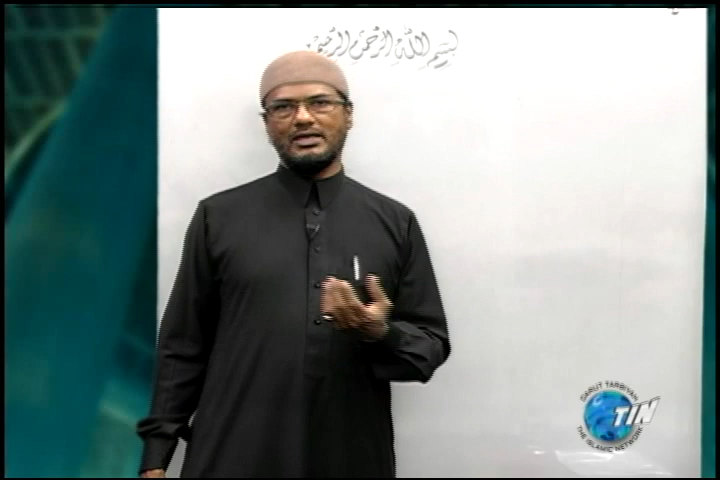 بسم الله الرحمن الرحيم
DARUT TARBIYAH
TIN
THE ISLAMIC NETWORK